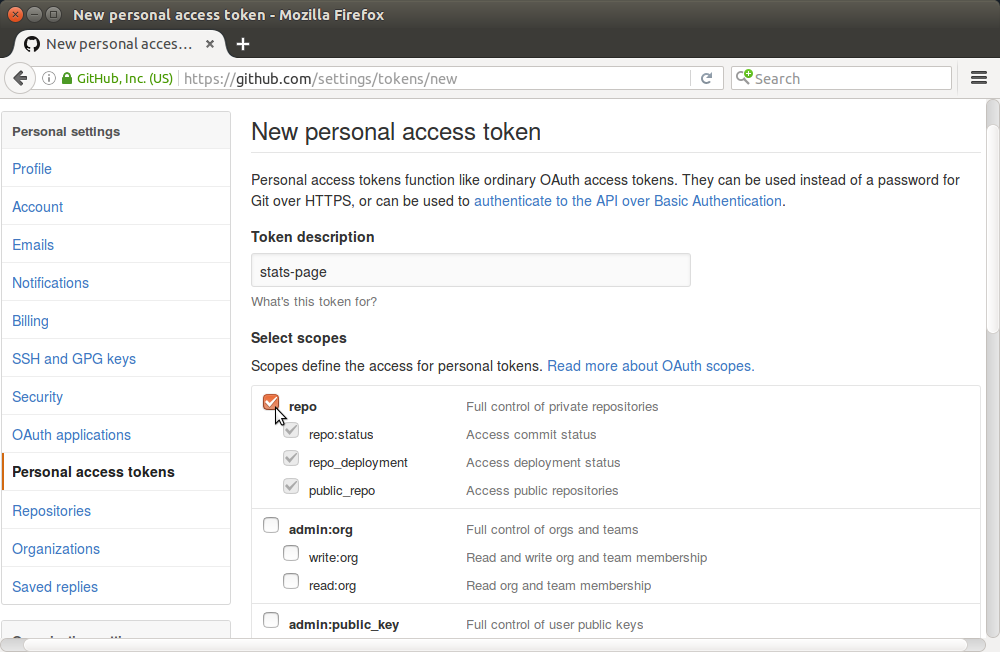 New personal access token - Mozilla Firefox
New personal acces…
GitHub, Inc. (US) https://github.com/settings/tokens/new Search
Personal settings
Profile
Account
Emails
Notifications
Billing
SSH and GPG keys
Security
OAuth applications
Personal access tokens
Repositories
Organizations
Saved replies
New personal access token
Personal access tokens function like ordinary OAuth access tokens. They can be used instead of a password for
Git over HTTPS, or can be used to authenticate to the API over Basic Authentication.
Token description
stats-page
What's this token for?
Select scopes
Scopes define the access for personal tokens. Read more about OAuth scopes.
repo Full control of private repositories
repo:status Access commit status
repo_deployment Access deployment status
public_repo Access public repositories
admin:org Full control of orgs and teams
write:org Read and write org and team membership
read:org Read org and team membership
admin:public_key Full control of user public keys